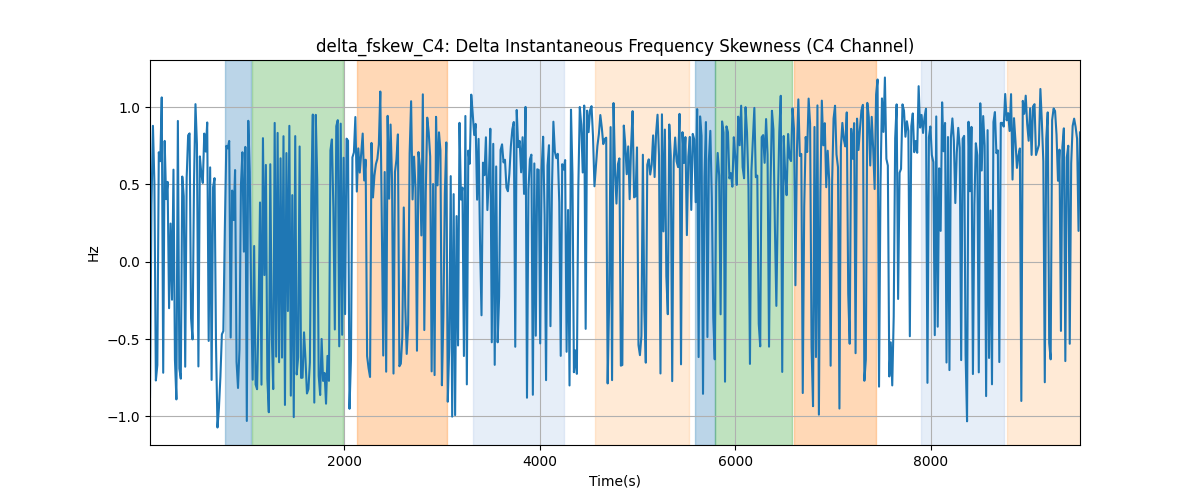 delta_fskew_C4: Delta Instantaneous Frequency Skewness (C4 Channel)
1.0
0.5
0.0
−0.5
−1.0
Hz
2000 4000 6000 8000
Time(s)